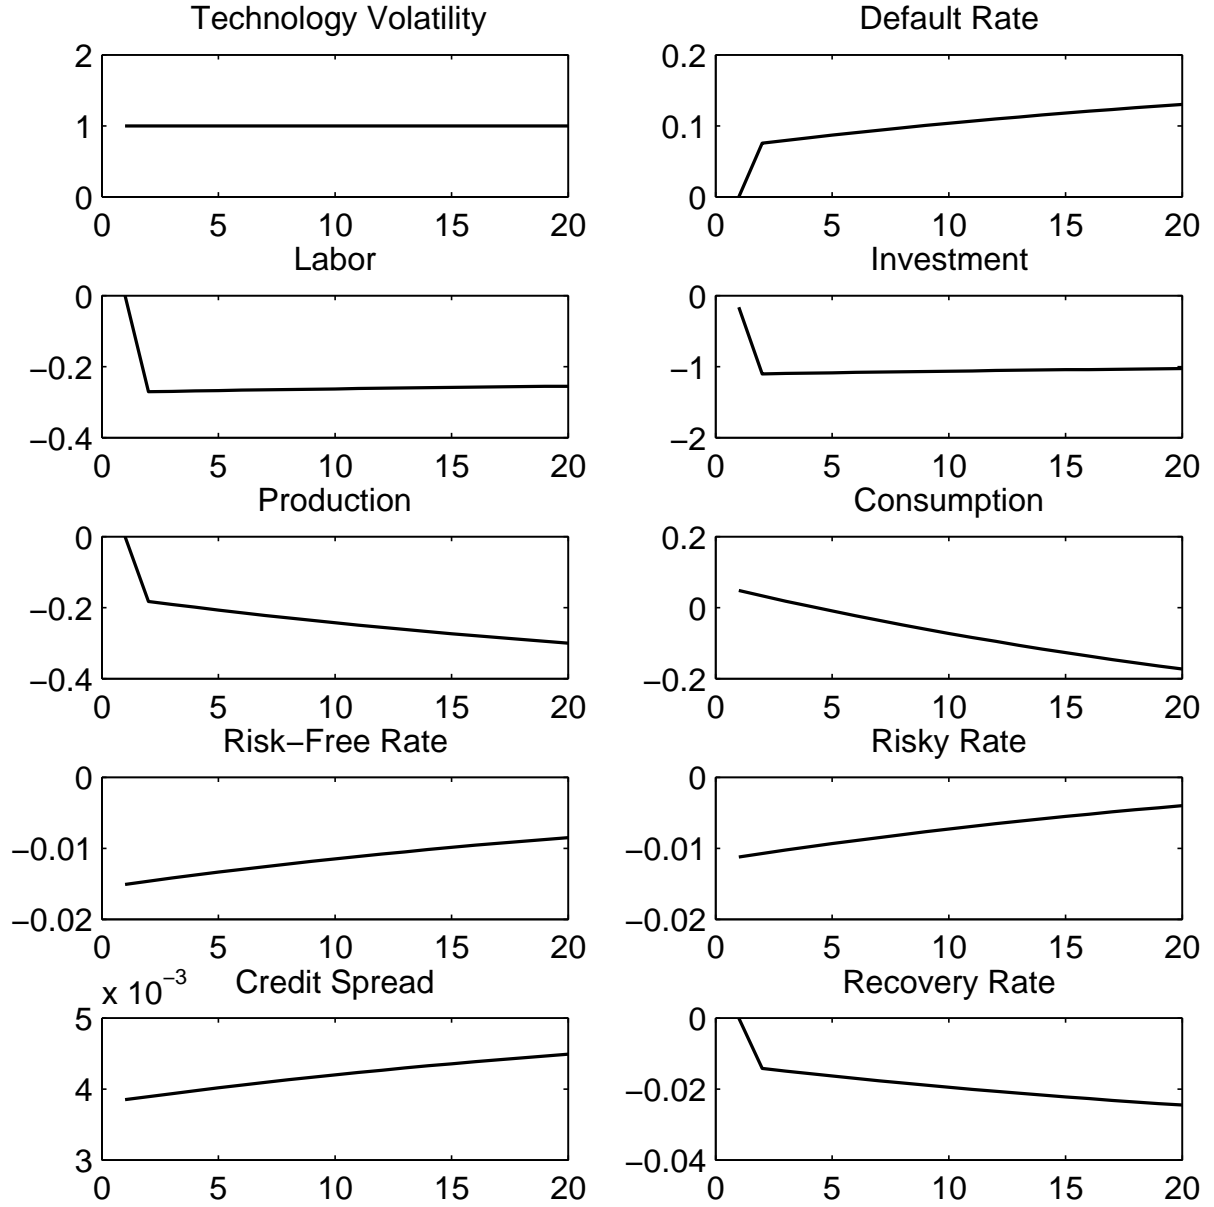 Technology Volatility
2
1
0
0 5 10 15 20
Default Rate
0.2
0.1
0
0 5 10 15 20
Labor
0
−0.2
−0.4
0 5 10 15 20
Investment
0
−1
−2
0 5 10 15 20
Production
0
−0.2
−0.4
0 5 10 15 20
Consumption
0.2
0
−0.2
0 5 10 15 20
Risk−Free Rate
0
−0.01
−0.02
0 5 10 15 20
Risky Rate
0
−0.01
−0.02
0 5 10 15 20
Credit Spread
x 10⁻³
5
4
3
0 5 10 15 20
Recovery Rate
0
−0.02
−0.04
0 5 10 15 20